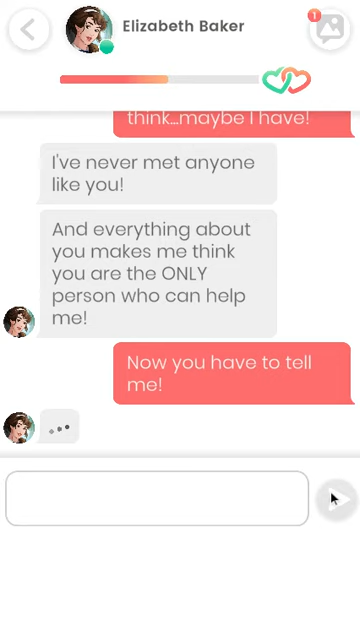 Elizabeth Baker
1
think...maybe I have!
I've never met anyone
like you!
And everything about
you makes me think
you are the ONLY
person who can help
me!
Now you have to tell
me!